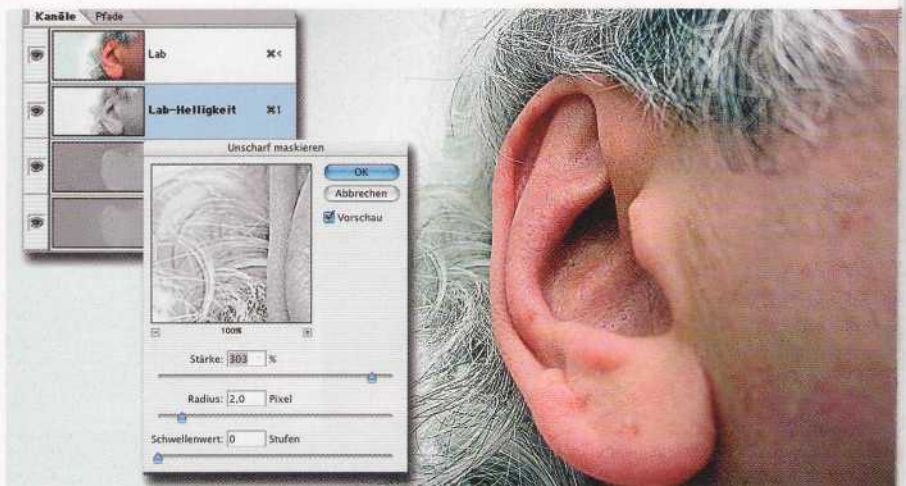 Kanäle Pfade
Lab ⌘<
Lab-Helligkeit ⌘1
Unscharf maskieren
OK
Abbrechen
Vorschau
100%
Stärke: 303 %
Radius: 2,0 Pixel
Schwellenwert: 0 Stufen